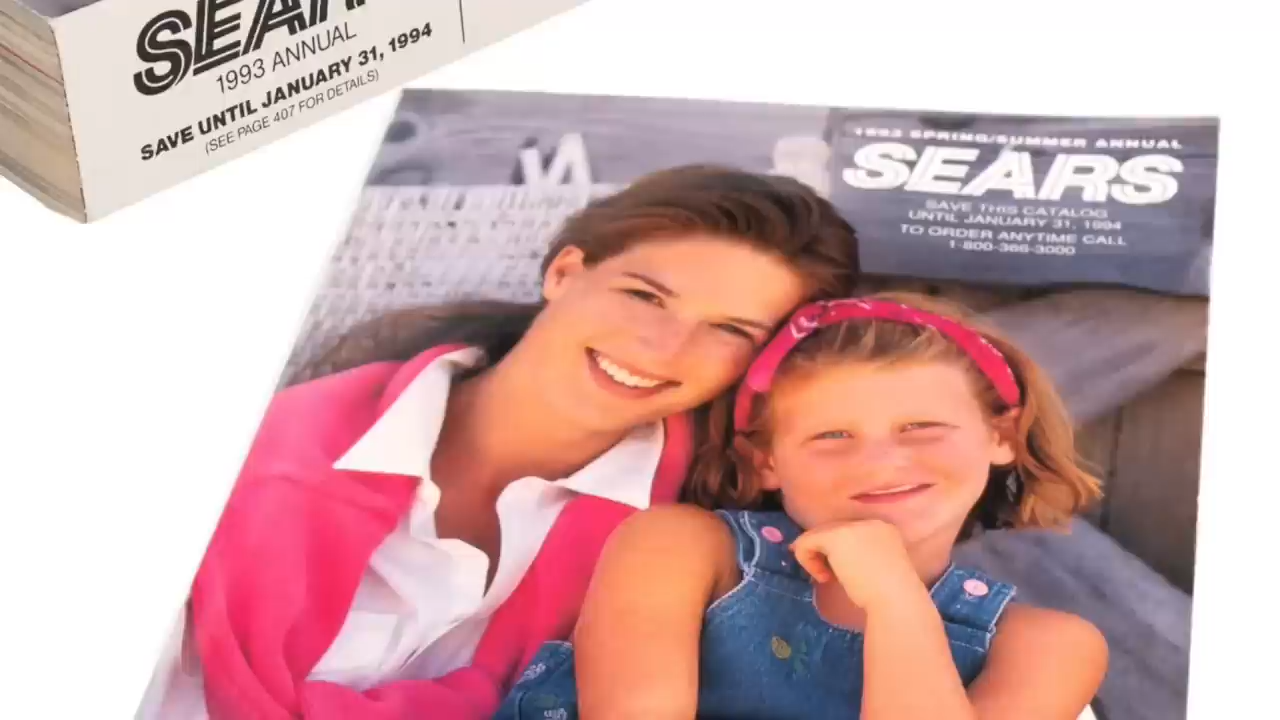 SEARS
1993 ANNUAL
SAVE UNTIL JANUARY 31, 1994
(SEE PAGE 407 FOR DETAILS)
1993 SPRING/SUMMER ANNUAL
SEARS
SAVE THIS CATALOG
UNTIL JANUARY 31, 1994
TO ORDER ANYTIME CALL
1-800-366-3000